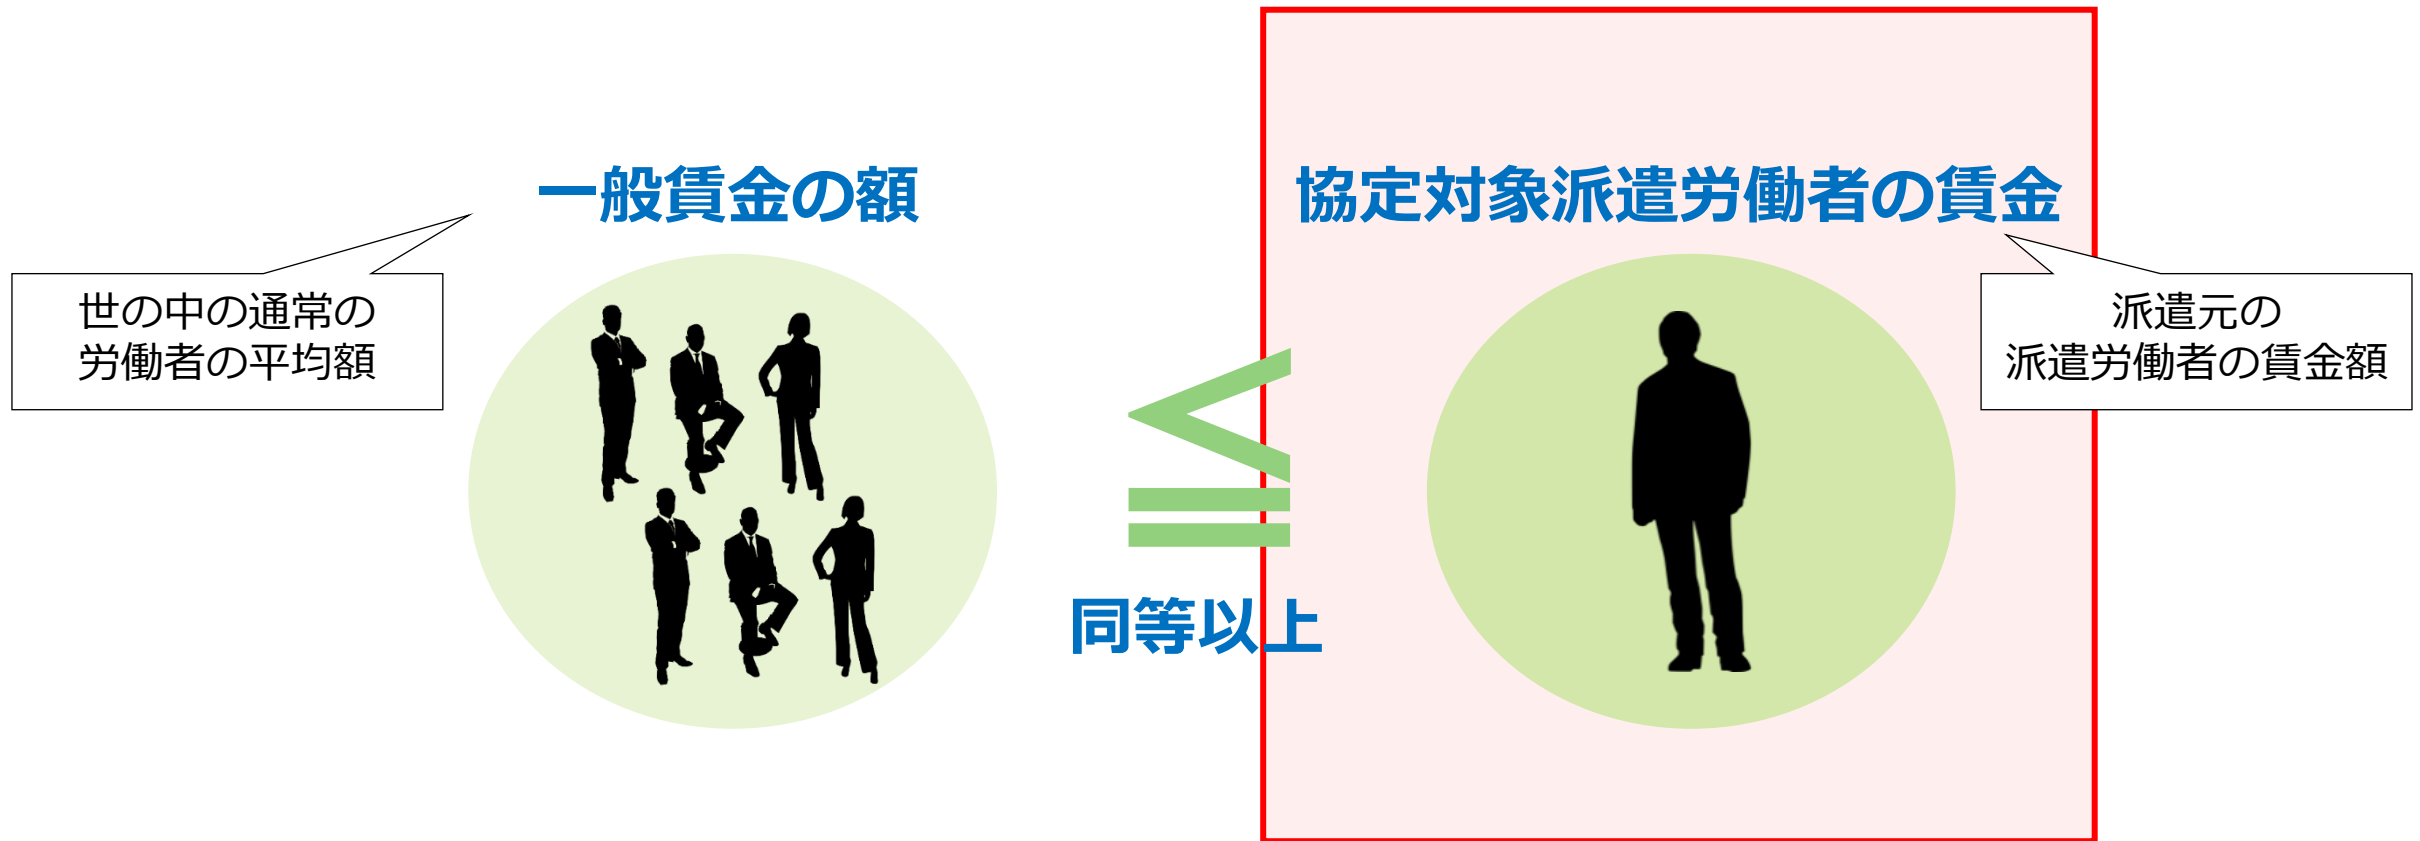 一般賃金の額
協定対象派遣労働者の賃金
世の中の通常の
労働者の平均額
派遣元の
派遣労働者の賃金額
≦
同等以上